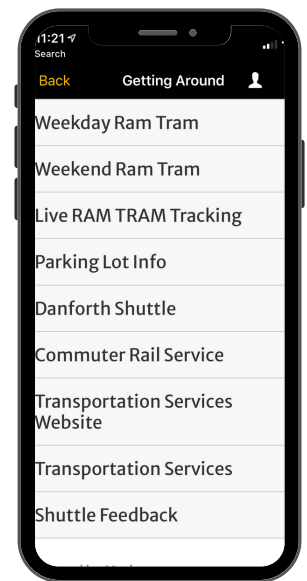 11:21
Search
Back Getting Around
Weekday Ram Tram
Weekend Ram Tram
Live RAM TRAM Tracking
Parking Lot Info
Danforth Shuttle
Commuter Rail Service
Transportation Services
Website
Transportation Services
Shuttle Feedback